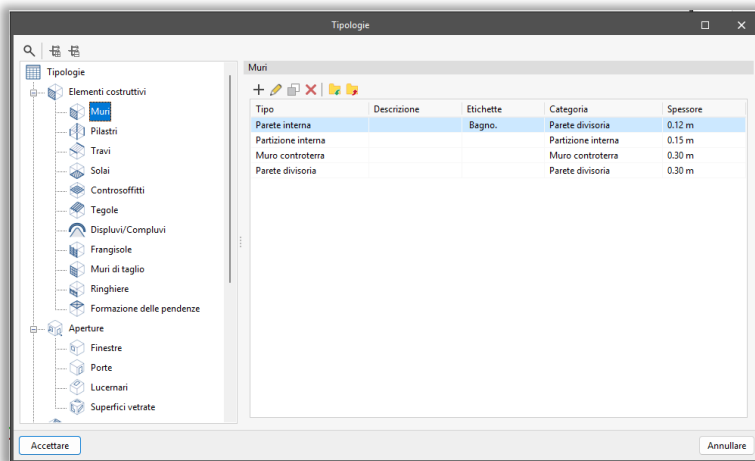 Tipologie
Tipologie
Elementi costruttivi
Muri
Pilastri
Travi
Solai
Controsoffitti
Tegole
Displuvi/Compluvi
Frangisole
Muri di taglio
Ringhiere
Formazione delle pendenze
Aperture
Finestre
Porte
Lucernari
Superfici vetrate
Muri
Tipo Descrizione Etichette Categoria Spessore
Parete interna Bagno. Parete divisoria 0.12 m
Partizione interna Partizione interna 0.15 m
Muro controterra Muro controterra 0.30 m
Parete divisoria Parete divisoria 0.30 m
Accettare Annullare